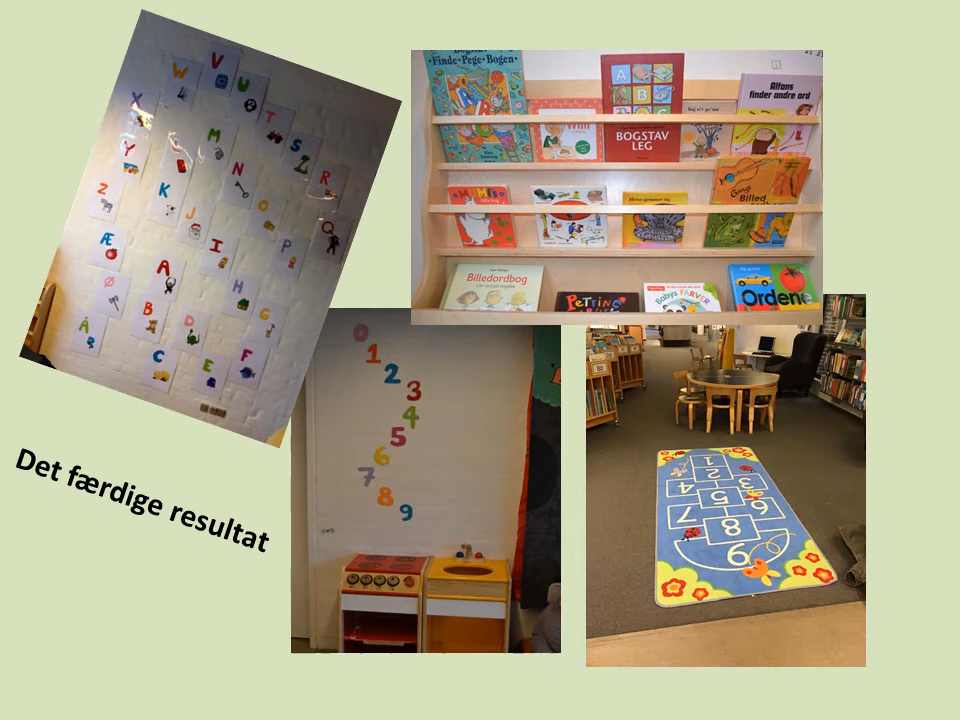 W V
U
X T
M S
Y N R
Z K O
J Q
Æ I P
A H
Ø B D G
Å C E F
Finde • Pege • Bogen
A B
BOGSTAV
LEG
Alfons
finder andre ord
Billed
Billedordbog
Babys FARVER
Ordene
0
1
2
3
4
5
6
7
8
9
1
2
3
4
5
6
7
8
9
Det færdige resultat